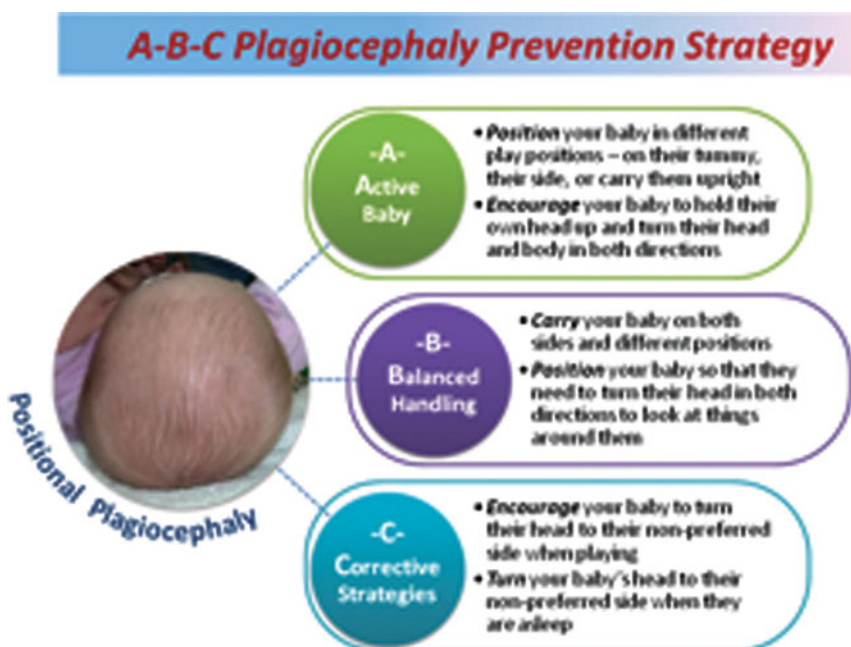 A-B-C Plagiocephaly Prevention Strategy
-A-
Active
Baby
• Position your baby in different
play positions – on their tummy,
their side, or carry them upright
• Encourage your baby to hold their
own head up and turn their head
and body in both directions
-B-
Balanced
Handling
• Carry your baby on both
sides and different positions
• Position your baby so that they
need to turn their head in both
directions to look at things
around them
Positional Plagiocephaly
-C-
Corrective
Strategies
• Encourage your baby to turn
their head to their non-preferred
side when playing
• Turn your baby's head to their
non-preferred side when they
are asleep